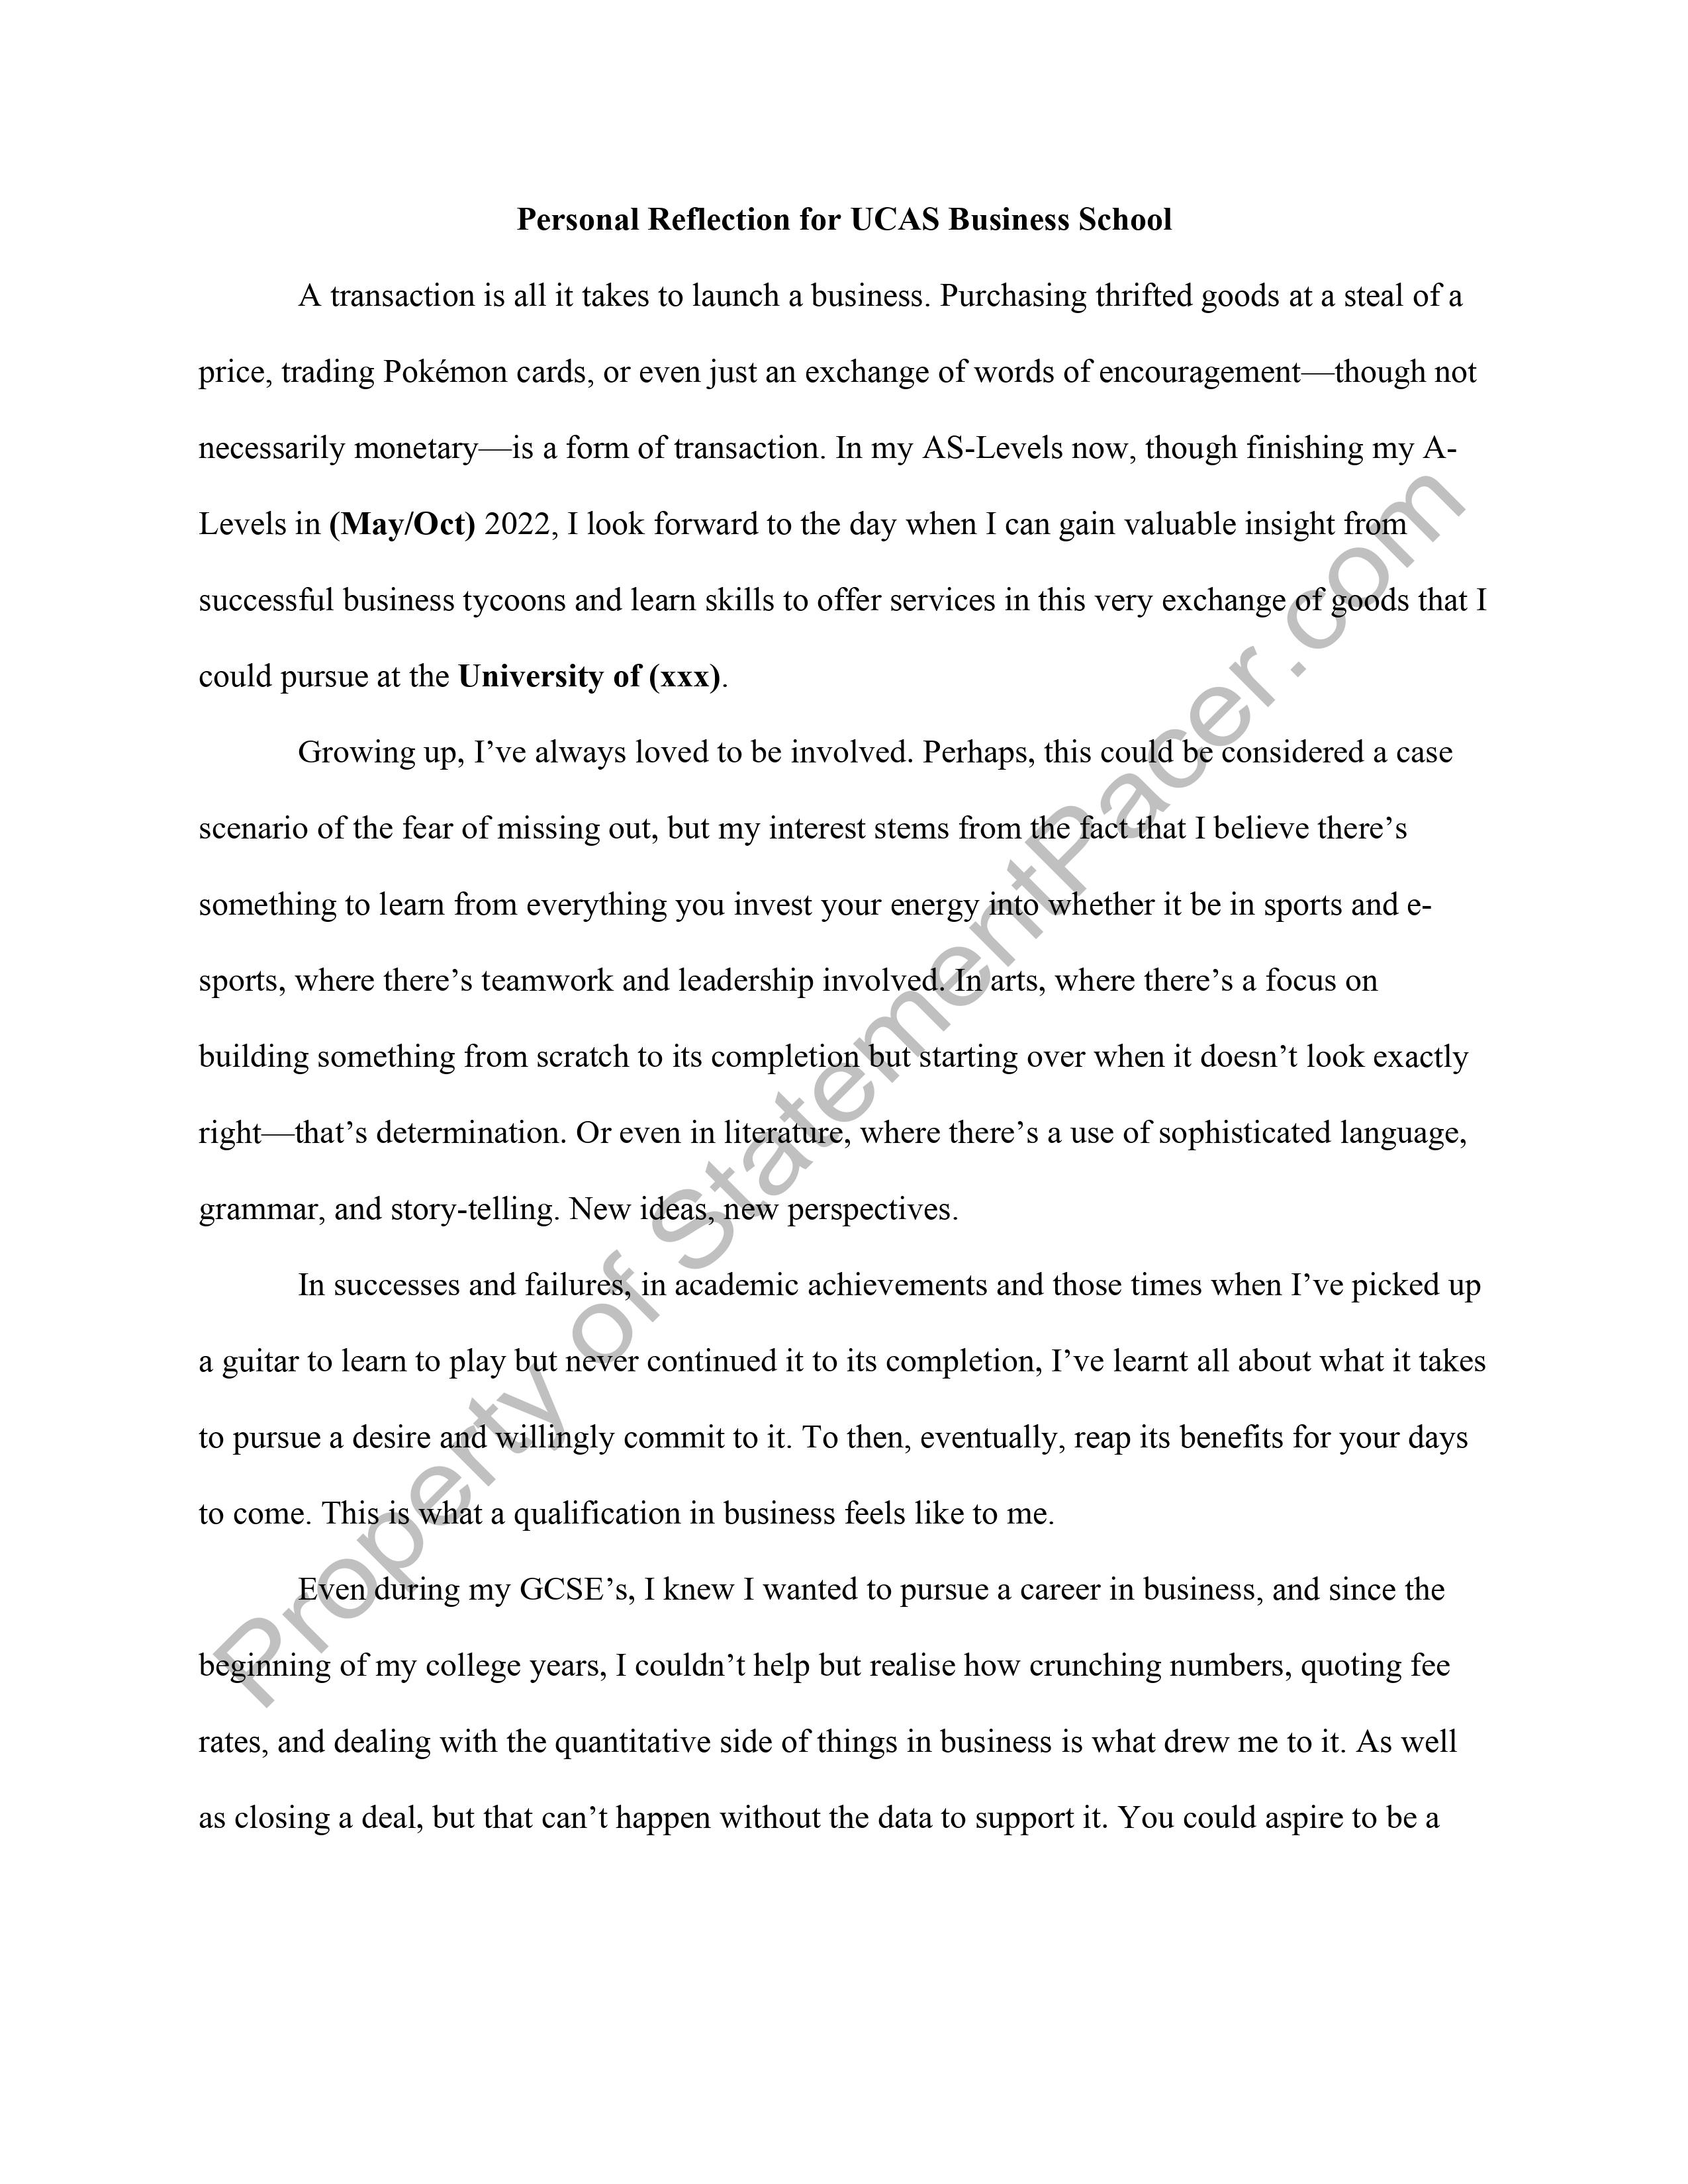 Personal Reflection for UCAS Business School
A transaction is all it takes to launch a business. Purchasing thrifted goods at a steal of a
price, trading Pokémon cards, or even just an exchange of words of encouragement—though not
necessarily monetary—is a form of transaction. In my AS-Levels now, though finishing my A-
Levels in (May/Oct) 2022, I look forward to the day when I can gain valuable insight from
successful business tycoons and learn skills to offer services in this very exchange of goods that I
could pursue at the University of (xxx).
Growing up, I’ve always loved to be involved. Perhaps, this could be considered a case
scenario of the fear of missing out, but my interest stems from the fact that I believe there’s
something to learn from everything you invest your energy into whether it be in sports and e-
sports, where there’s teamwork and leadership involved. In arts, where there’s a focus on
building something from scratch to its completion but starting over when it doesn’t look exactly
right—that’s determination. Or even in literature, where there’s a use of sophisticated language,
grammar, and story-telling. New ideas, new perspectives.
In successes and failures, in academic achievements and those times when I’ve picked up
a guitar to learn to play but never continued it to its completion, I’ve learnt all about what it takes
to pursue a desire and willingly commit to it. To then, eventually, reap its benefits for your days
to come. This is what a qualification in business feels like to me.
Even during my GCSE’s, I knew I wanted to pursue a career in business, and since the
beginning of my college years, I couldn’t help but realise how crunching numbers, quoting fee
rates, and dealing with the quantitative side of things in business is what drew me to it. As well
as closing a deal, but that can’t happen without the data to support it. You could aspire to be a
Property of StatementPacer.com